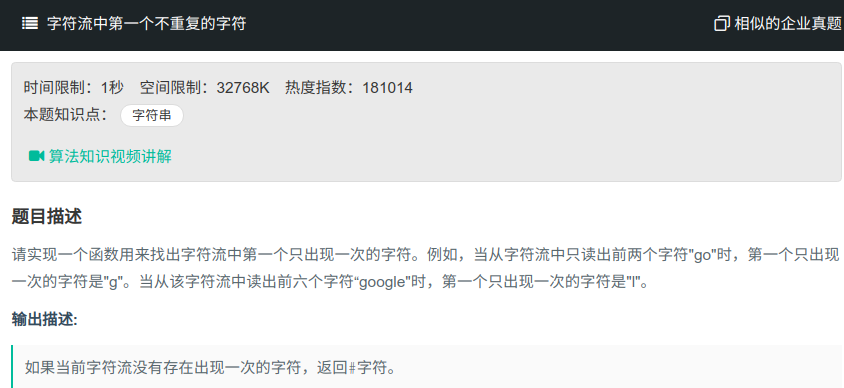 字符流中第一个不重复的字符 相似的企业真题
时间限制：1秒 空间限制：32768K 热度指数：181014
本题知识点： 字符串
算法知识视频讲解
题目描述
请实现一个函数用来找出字符流中第一个只出现一次的字符。例如，当从字符流中只读出前两个字符"go"时，第一个只出现
一次的字符是"g"。当从该字符流中读出前六个字符“google"时，第一个只出现一次的字符是"l"。
输出描述:
如果当前字符流没有存在出现一次的字符，返回#字符。